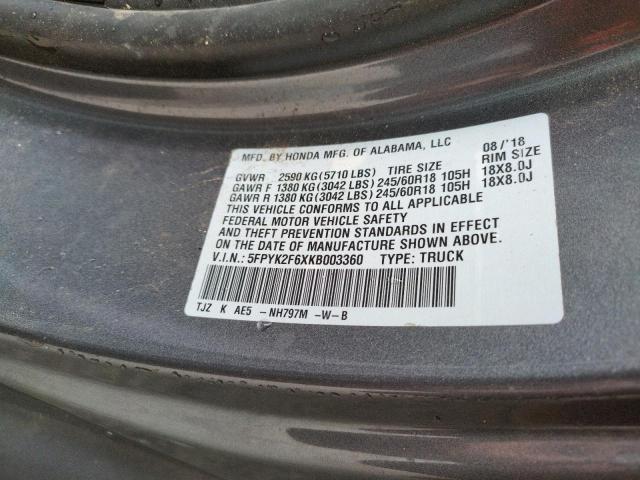 MFD. BY HONDA MFG. OF ALABAMA, LLC 08/'18
GVWR 2590 KG (5710 LBS) TIRE SIZE RIM SIZE
GAWR F 1380 KG (3042 LBS) 245/60R18 105H 18X8.0J
GAWR R 1380 KG (3042 LBS) 245/60R18 105H 18X8.0J
THIS VEHICLE CONFORMS TO ALL APPLICABLE
FEDERAL MOTOR VEHICLE SAFETY
AND THEFT PREVENTION STANDARDS IN EFFECT
ON THE DATE OF MANUFACTURE SHOWN ABOVE.
V.I.N.: 5FPYK2F6XKB003360 TYPE: TRUCK
TJZ K AE5 -NH797M -W-B